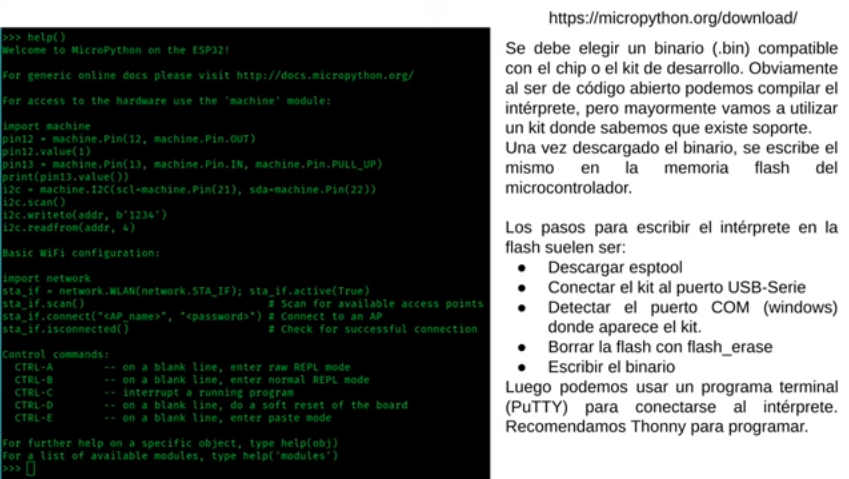 >>> help()
Welcome to MicroPython on the ESP32!
For generic online docs please visit http://docs.micropython.org/
For access to the hardware use the 'machine' module:
import machine
pin12 = machine.Pin(12, machine.Pin.OUT)
pin12.value(1)
pin13 = machine.Pin(13, machine.Pin.IN, machine.Pin.PULL_UP)
print(pin13.value())
i2c = machine.I2C(scl=machine.Pin(21), sda=machine.Pin(22))
i2c.scan()
i2c.writeto(addr, b'1234')
i2c.readfrom(addr, 4)
Basic WiFi configuration:
import network
sta_if = network.WLAN(network.STA_IF); sta_if.active(True)
sta_if.scan() # Scan for available access points
sta_if.connect("<AP_name>", "<password>") # Connect to an AP
sta_if.isconnected() # Check for successful connection
Control commands:
CTRL-A -- on a blank line, enter raw REPL mode
CTRL-B -- on a blank line, enter normal REPL mode
CTRL-C -- interrupt a running program
CTRL-D -- on a blank line, do a soft reset of the board
CTRL-E -- on a blank line, enter paste mode
For further help on a specific object, type help(obj)
For a list of available modules, type help('modules')
>>>
https://micropython.org/download/
Se debe elegir un binario (.bin) compatible
con el chip o el kit de desarrollo. Obviamente
al ser de código abierto podemos compilar el
intérprete, pero mayormente vamos a utilizar
un kit donde sabemos que existe soporte.
Una vez descargado el binario, se escribe el
mismo en la memoria flash del
microcontrolador.
Los pasos para escribir el intérprete en la
flash suelen ser:
● Descargar esptool
● Conectar el kit al puerto USB-Serie
● Detectar el puerto COM (windows)
donde aparece el kit.
● Borrar la flash con flash_erase
● Escribir el binario
Luego podemos usar un programa terminal
(PuTTY) para conectarse al intérprete.
Recomendamos Thonny para programar.